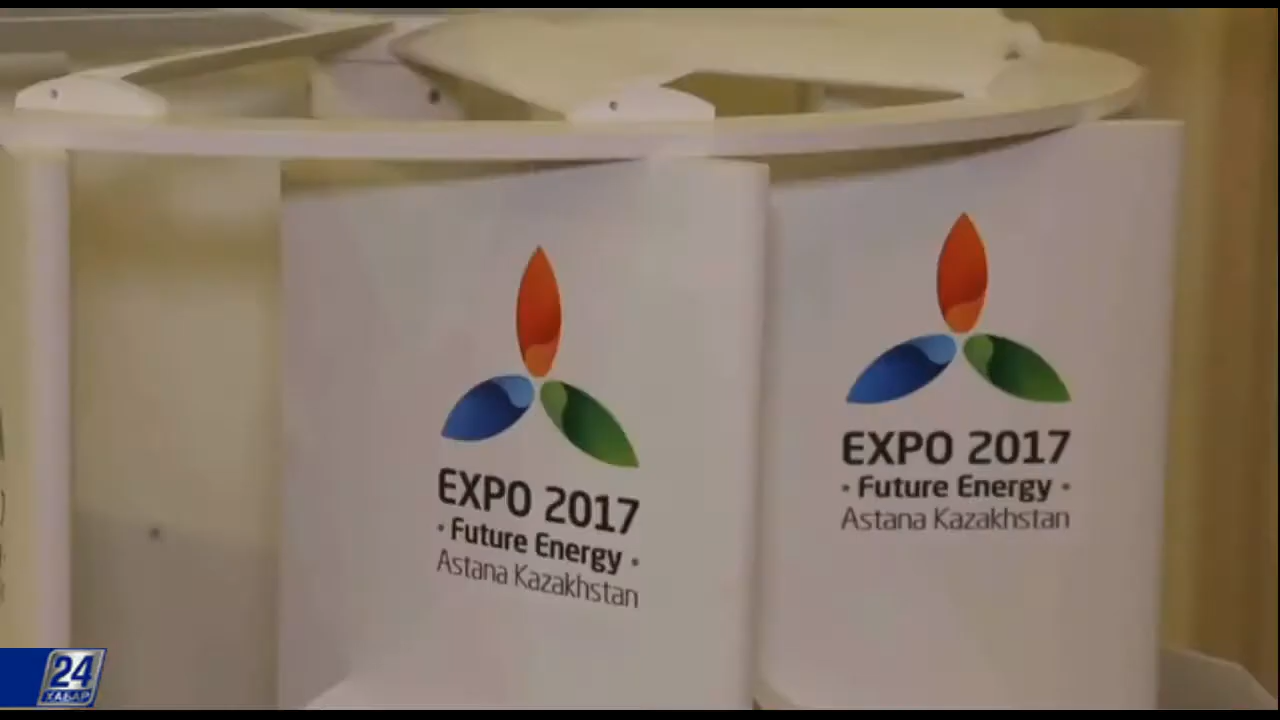 EXPO 2017
• Future Energy •
Astana Kazakhstan
EXPO 2017
• Future Energy •
Astana Kazakhstan
24
ХАБАР